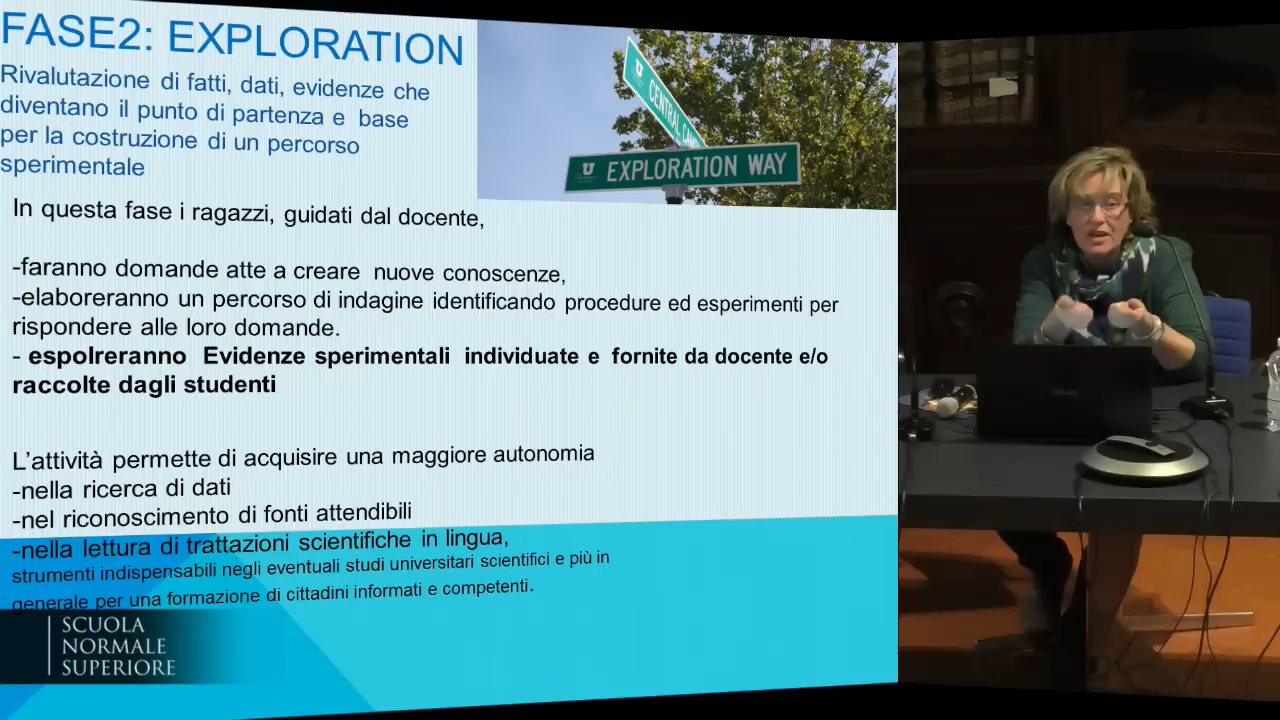 FASE2: EXPLORATION
Rivalutazione di fatti, dati, evidenze che
diventano il punto di partenza e base
per la costruzione di un percorso
sperimentale
CENTRAL
EXPLORATION WAY
In questa fase i ragazzi, guidati dal docente,
-faranno domande atte a creare nuove conoscenze,
-elaboreranno un percorso di indagine identificando procedure ed esperimenti per
rispondere alle loro domande.
- espolreranno Evidenze sperimentali individuate e fornite da docente e/o
raccolte dagli studenti
L'attività permette di acquisire una maggiore autonomia
-nella ricerca di dati
-nel riconoscimento di fonti attendibili
-nella lettura di trattazioni scientifiche in lingua,
strumenti indispensabili negli eventuali studi universitari scientifici e più in
generale per una formazione di cittadini informati e competenti.
SCUOLA
NORMALE
SUPERIORE